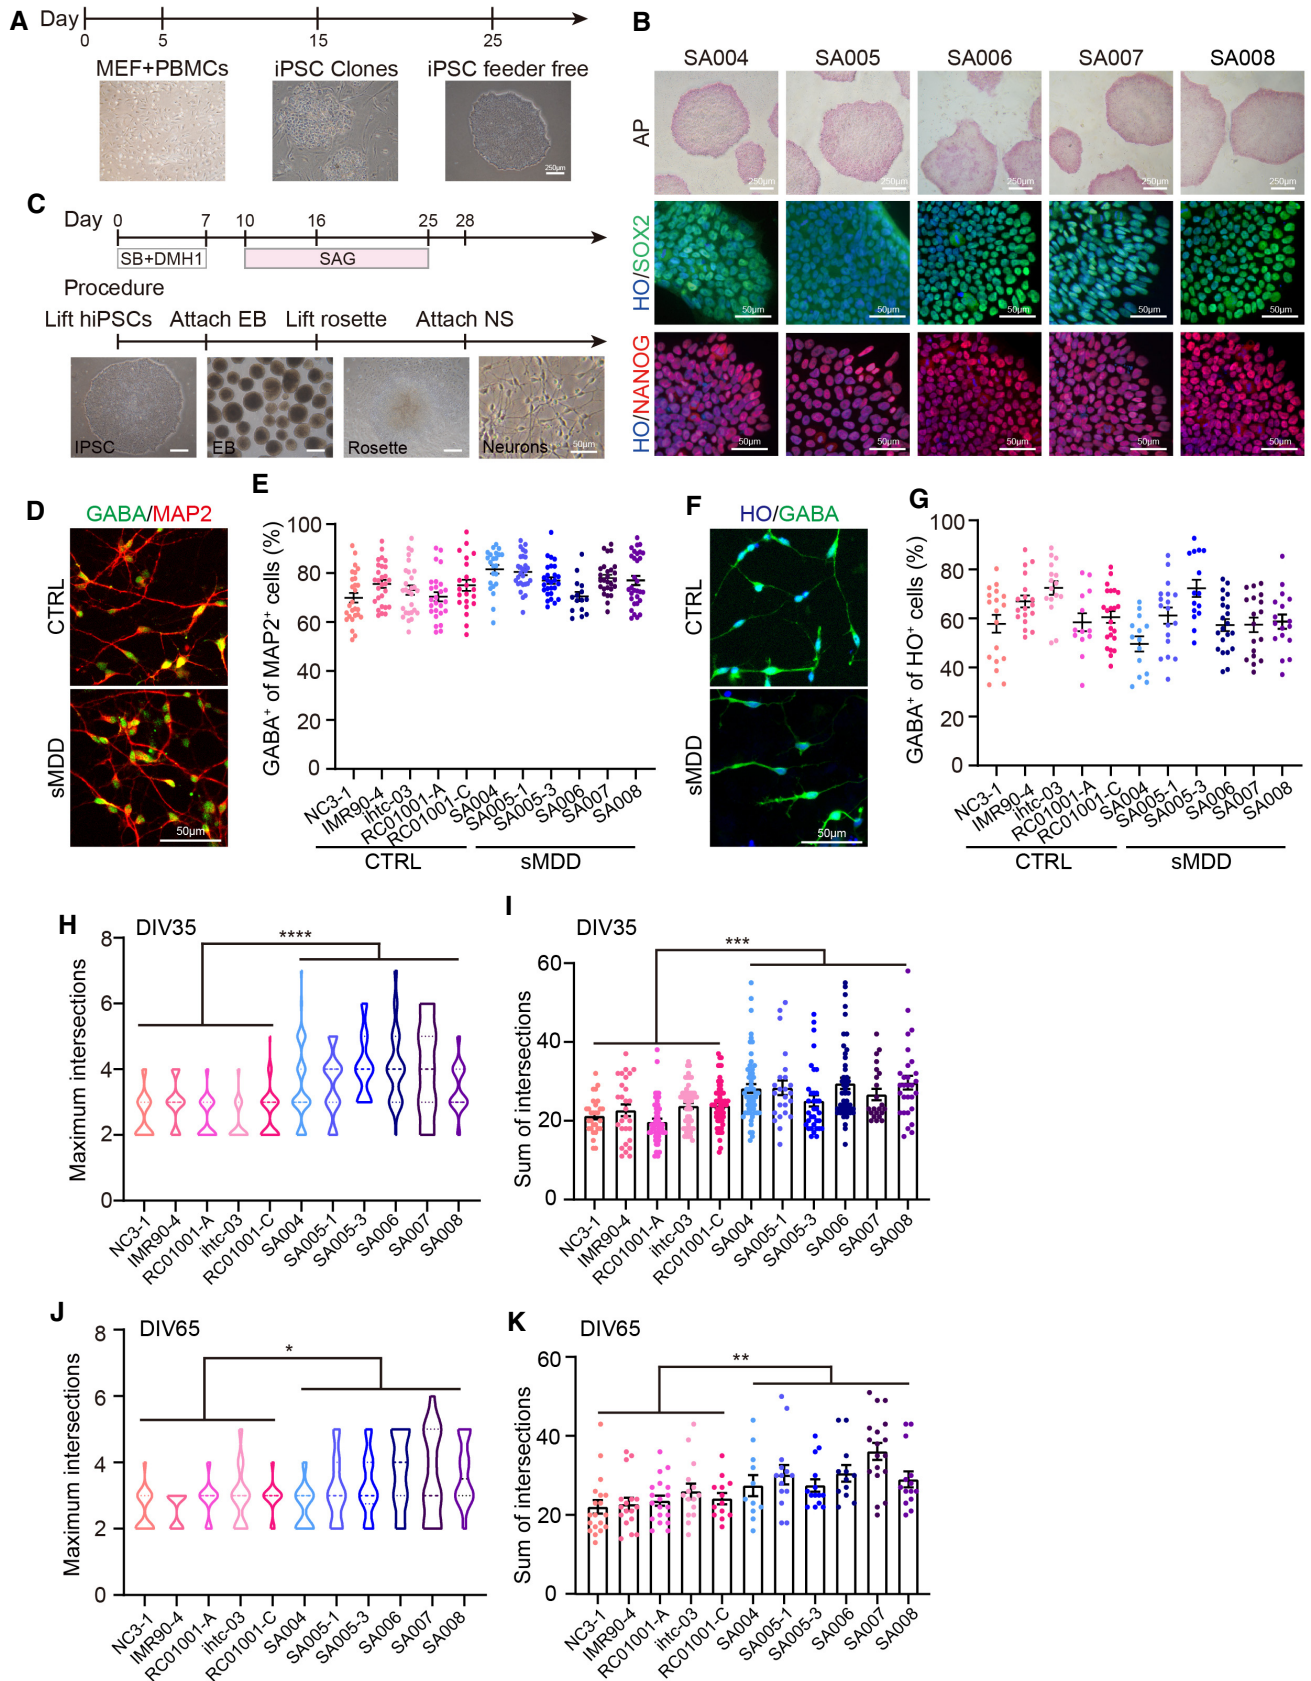 A
Day
0 5 15 25
MEF+PBMCs iPSC Clones iPSC feeder free
250μm
B
SA004 SA005 SA006 SA007 SA008
AP
250μm 250μm 250μm 250μm 250μm
HO/SOX2
50μm 50μm 50μm 50μm 50μm
HO/NANOG
50μm 50μm 50μm 50μm 50μm
C
Day 0 7 10 16 25 28
SB+DMH1 SAG
Procedure
Lift hiPSCs Attach EB Lift rosette Attach NS
IPSC EB Rosette Neurons 50μm
D
GABA/MAP2
CTRL
sMDD
50μm
E
GABA+ of MAP2+ cells (%)
100
80
60
40
20
0
NC3-1 IMR90-4 ihtc-03 RC01001-A RC01001-C SA004 SA005-1 SA005-3 SA006 SA007 SA008
CTRL sMDD
F
HO/GABA
CTRL
sMDD
50μm
G
GABA+ of HO+ cells (%)
100
80
60
40
20
0
NC3-1 IMR90-4 ihtc-03 RC01001-A RC01001-C SA004 SA005-1 SA005-3 SA006 SA007 SA008
CTRL sMDD
H
DIV35
****
Maximum intersections
8
6
4
2
0
NC3-1 IMR90-4 RC01001-A ihtc-03 RC01001-C SA004 SA005-1 SA005-3 SA006 SA007 SA008
I
DIV35
***
Sum of intersections
60
40
20
0
NC3-1 IMR90-4 RC01001-A ihtc-03 RC01001-C SA004 SA005-1 SA005-3 SA006 SA007 SA008
J
DIV65
*
Maximum intersections
8
6
4
2
0
NC3-1 IMR90-4 RC01001-A ihtc-03 RC01001-C SA004 SA005-1 SA005-3 SA006 SA007 SA008
K
DIV65
**
Sum of intersections
60
40
20
0
NC3-1 IMR90-4 RC01001-A ihtc-03 RC01001-C SA004 SA005-1 SA005-3 SA006 SA007 SA008